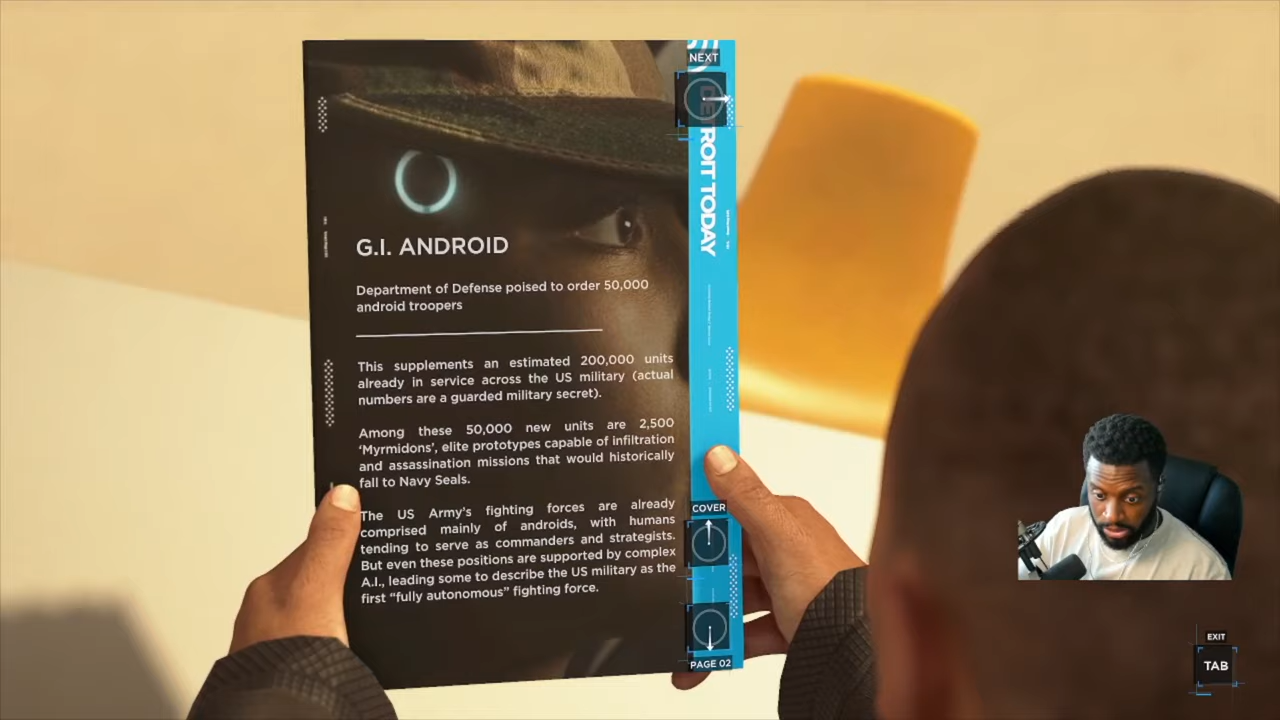 NEXT
DETROIT TODAY
G.I. ANDROID
Department of Defense poised to order 50,000
android troopers
This supplements an estimated 200,000 units
already in service across the US military (actual
numbers are a guarded military secret).
Among these 50,000 new units are 2,500
‘Myrmidons’, elite prototypes capable of infiltration
and assassination missions that would historically
fall to Navy Seals.
The US Army’s fighting forces are already
comprised mainly of androids, with humans
tending to serve as commanders and strategists.
But even these positions are supported by complex
A.I., leading some to describe the US military as the
first “fully autonomous” fighting force.
COVER
PAGE 02
EXIT
TAB